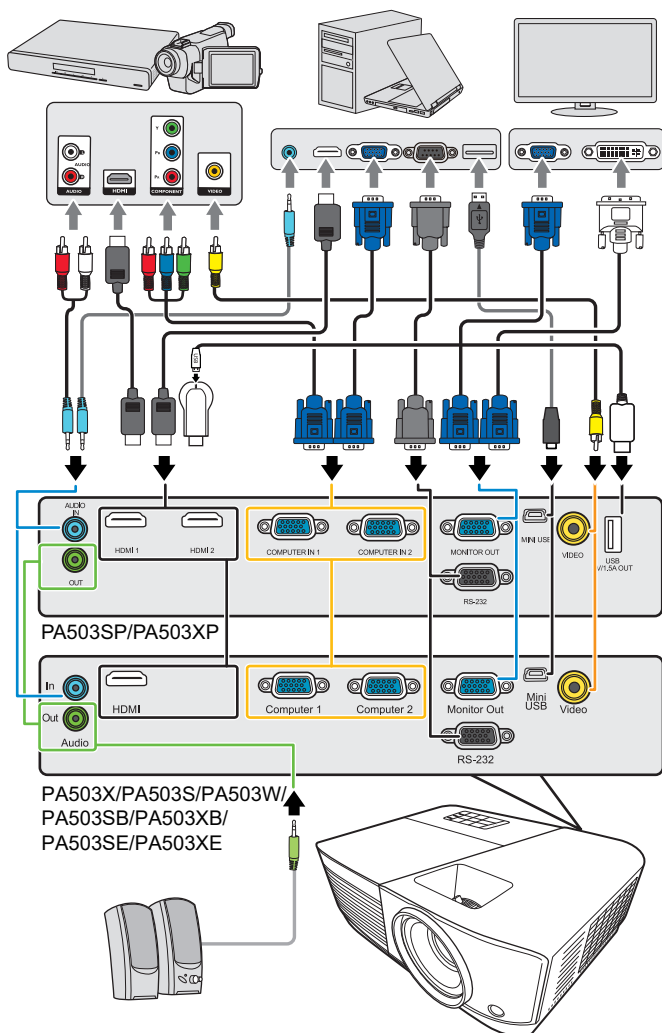 Y
AUDIO
PB
PR
AUDIO
HDMI
COMPONENT
VIDEO
USB
AUDIO
IN
OUT
HDMI 1
HDMI 2
COMPUTER IN 1
COMPUTER IN 2
MONITOR OUT
RS-232
MINI USB
VIDEO
USB
V/1.5A OUT
PA503SP/PA503XP
In
Out
Audio
HDMI
Computer 1
Computer 2
Monitor Out
RS-232
Mini
USB
Video
PA503X/PA503S/PA503W/
PA503SB/PA503XB/
PA503SE/PA503XE